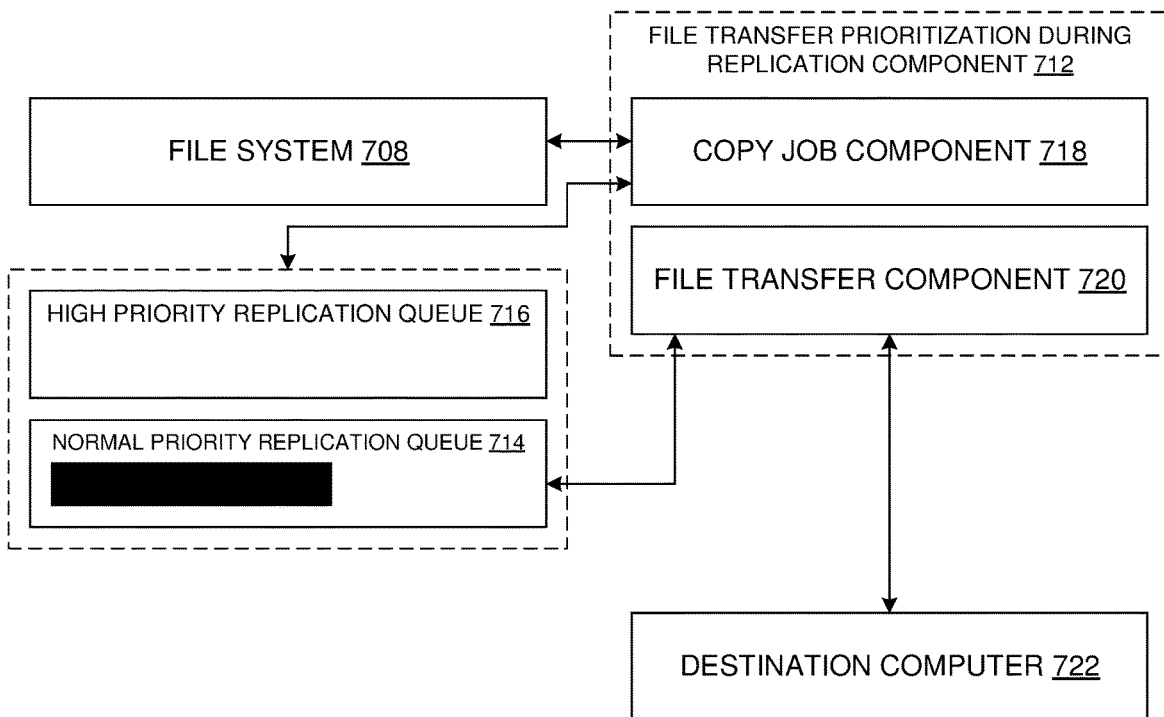 FILE TRANSFER PRIORITIZATION DURING
REPLICATION COMPONENT 712
FILE SYSTEM 708
COPY JOB COMPONENT 718
FILE TRANSFER COMPONENT 720
HIGH PRIORITY REPLICATION QUEUE 716
NORMAL PRIORITY REPLICATION QUEUE 714
DESTINATION COMPUTER 722